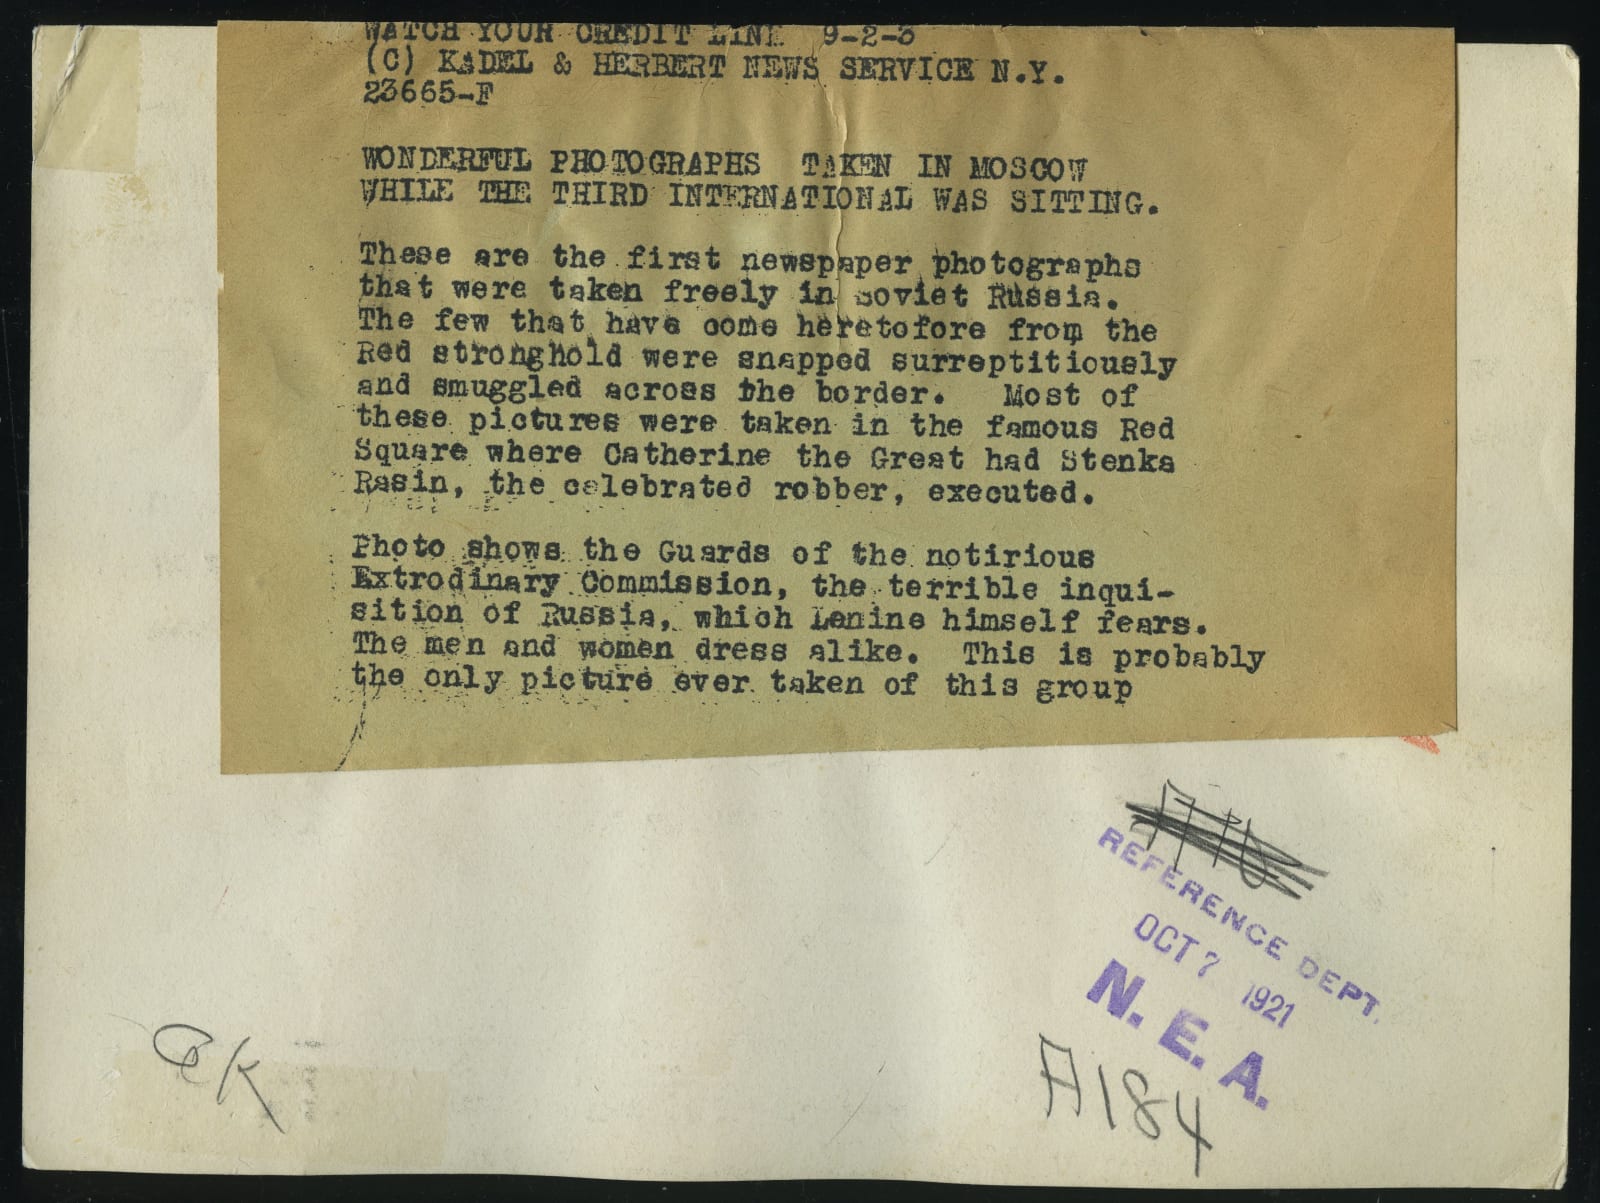 WATCH YOUR CREDIT LINE 9-2-3
(C) KADEL & HERBERT NEWS SERVICE N.Y.
23665-F
WONDERFUL PHOTOGRAPHS TAKEN IN MOSCOW
WHILE THE THIRD INTERNATIONAL WAS SITTING.
These are the first newspaper photographs
that were taken freely in Soviet Russia.
The few that have come heretofore from the
Red stronghold were snapped surreptitiously
and smuggled across the border. Most of
these pictures were taken in the famous Red
Square where Catherine the Great had Stenka
Rasin, the celebrated robber, executed.
Photo shows the Guards of the notirious
Extrodinary Commission, the terrible inqui-
sition of Russia, which Lenine himself fears.
The men and women dress alike. This is probably
the only picture ever taken of this group
REFERENCE DEPT.
OCT 7 1921
N. E. A.
A184